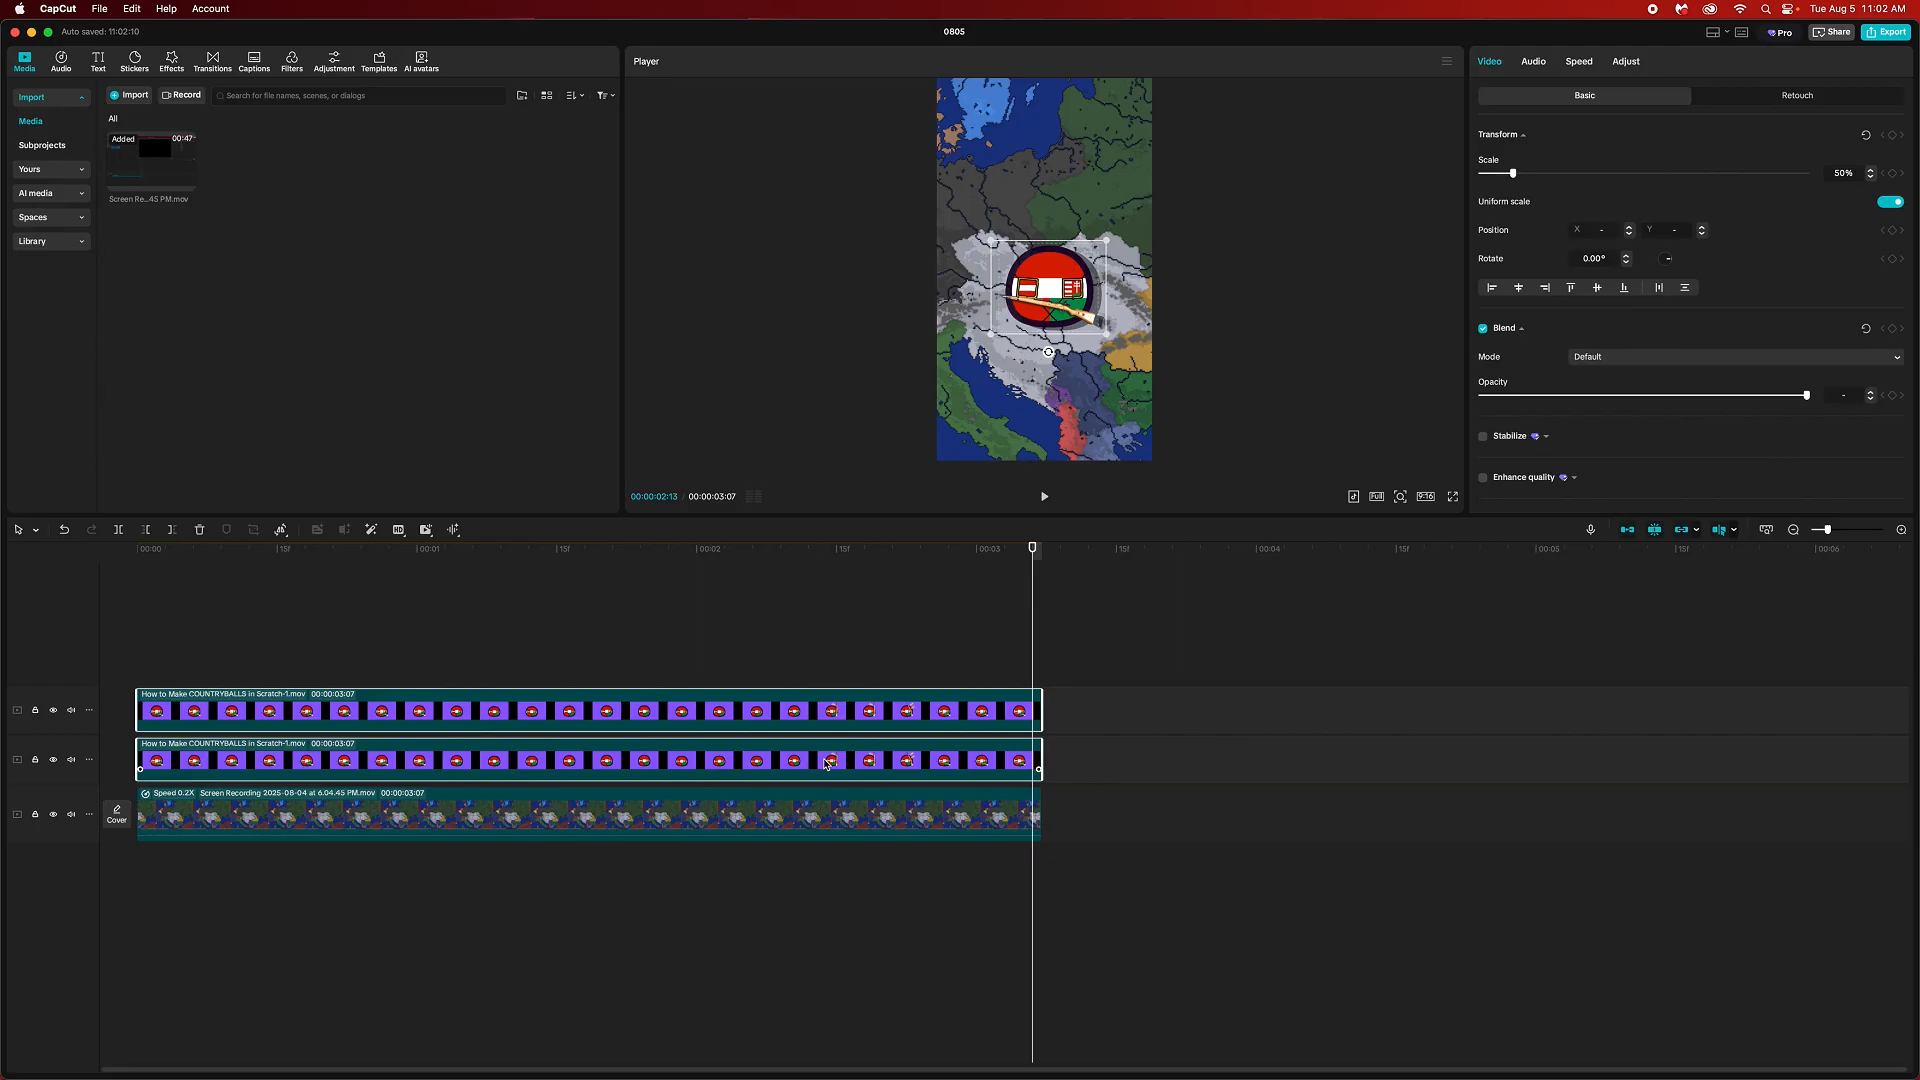 CapCut File Edit Help Account Tue Aug 5 11:02 AM
Auto saved: 11:02:10 0805 Pro Share Export
Media Audio Text Stickers Effects Transitions Captions Filters Adjustment Templates AI avatars
Player
Video Audio Speed Adjust
Import
Import Record Search for file names, scenes, or dialogs
Basic Retouch
Media
All
Subprojects
Added 00:47
Transform
Yours
Scale
50%
AI media
Screen Re...45 PM.mov
Uniform scale
Spaces
Position X - Y -
Library
Rotate 0.00°
Blend
Mode Default
Opacity
-
Stabilize
Enhance quality
00:00:02:13 / 00:00:03:07
Full 9:16
00:00 15f 00:01 15f 00:02 15f 00:03 15f 00:04 15f 00:05 15f 00:06
How to Make COUNTRYBALLS in Scratch-1.mov 00:00:03:07
How to Make COUNTRYBALLS in Scratch-1.mov 00:00:03:07
Speed 0.2X Screen Recording 2025-08-04 at 6.04.45 PM.mov 00:00:03:07
Cover